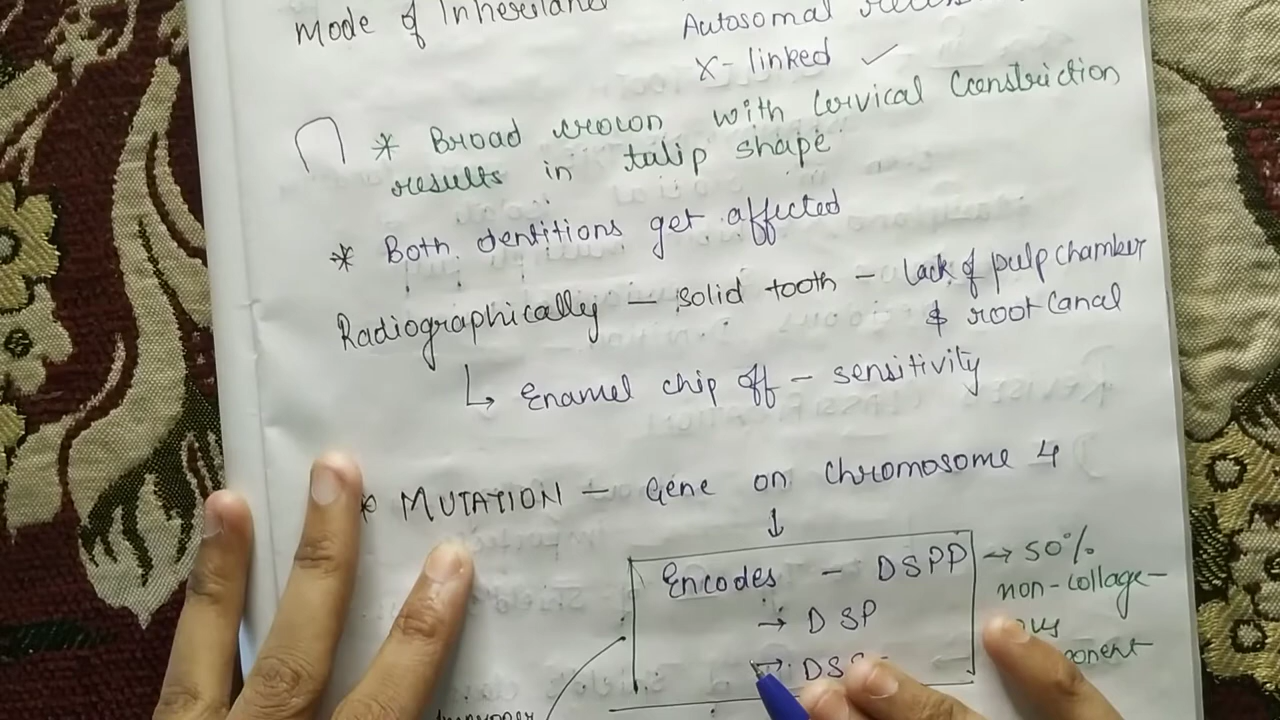 Mode of Inheritance
Autosomal
X-linked ✓
* Broad crown with Cervical Constriction
results in tulip shape
* Both dentitions get affected
Radiographically — solid tooth — lack of pulp chamber
& root Canal
↳ Enamel chip off — sensitivity
* MUTATION — Gene on Chromosome 4
↓
Encodes — DSPP → 50%
non-collage-
→ DSP
→ DS
ponent